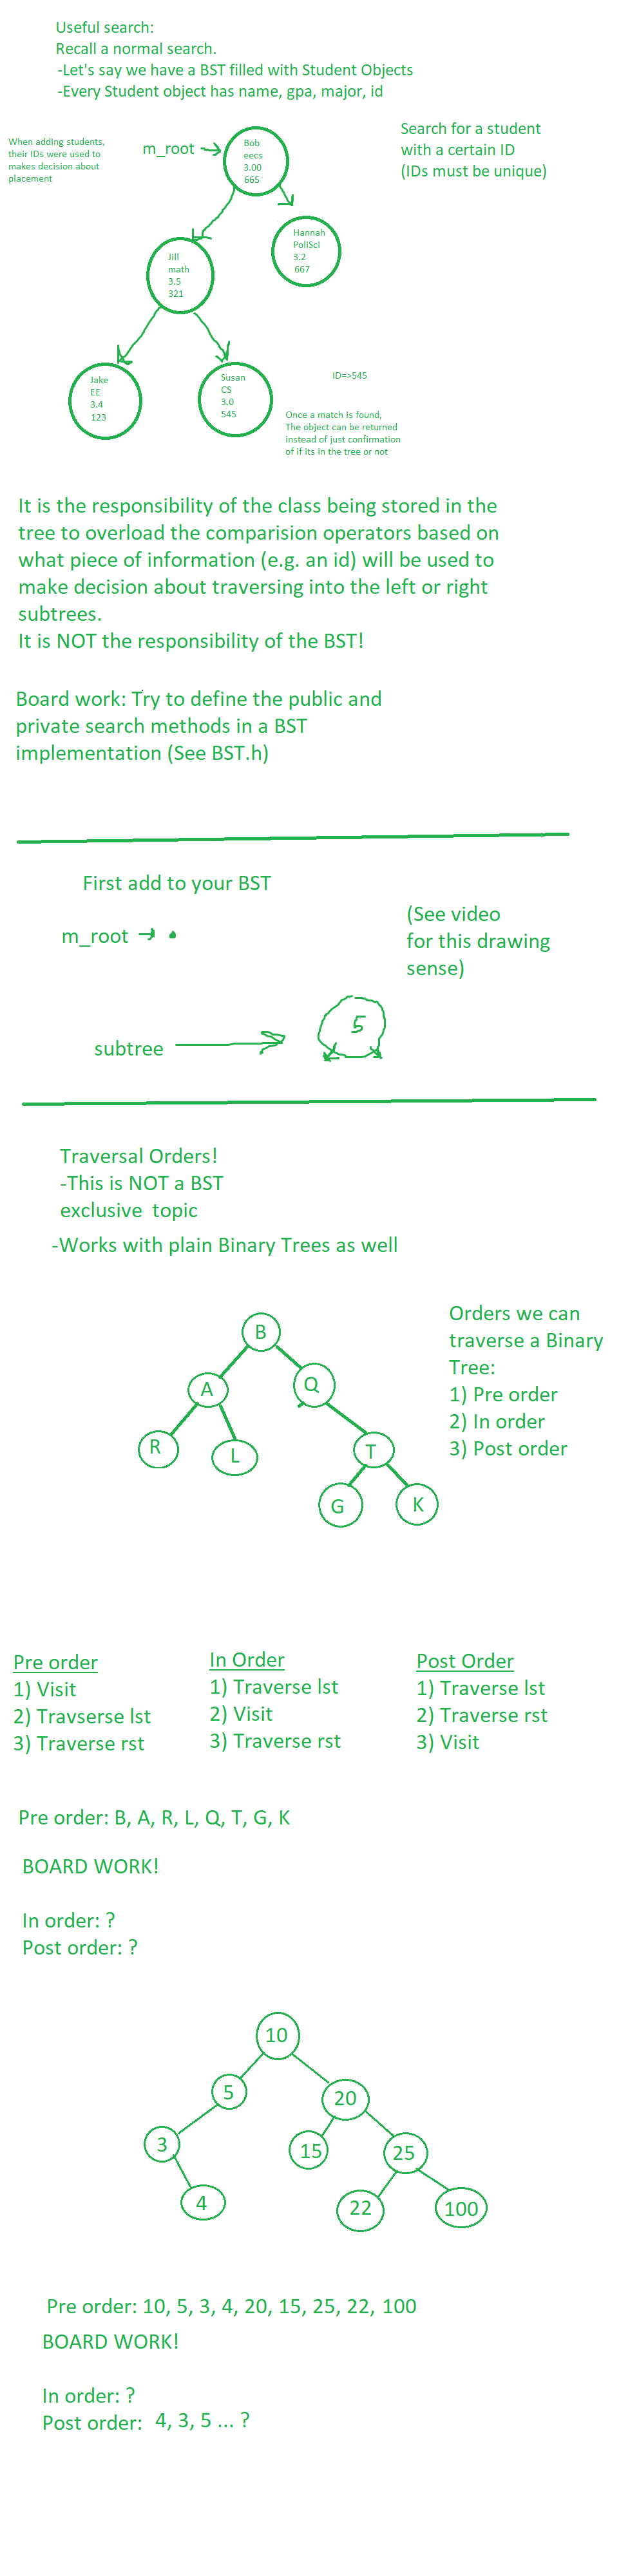 Useful search:
Recall a normal search.
-Let's say we have a BST filled with Student Objects
-Every Student object has name, gpa, major, id
When adding students,
their IDs were used to
makes decision about
placement
m_root
Bob
eecs
3.00
665
Search for a student
with a certain ID
(IDs must be unique)
Hannah
PoliSci
3.2
667
Jill
math
3.5
321
Jake
EE
3.4
123
Susan
CS
3.0
545
ID=>545
Once a match is found,
The object can be returned
instead of just confirmation
of if its in the tree or not
It is the responsibility of the class being stored in the
tree to overload the comparision operators based on
what piece of information (e.g. an id) will be used to
make decision about traversing into the left or right
subtrees.
It is NOT the responsibility of the BST!
Board work: Try to define the public and
private search methods in a BST
implementation (See BST.h)
First add to your BST
m_root
(See video
for this drawing
sense)
subtree
5
Traversal Orders!
-This is NOT a BST
exclusive topic
-Works with plain Binary Trees as well
B
A
Q
R
L
T
G
K
Orders we can
traverse a Binary
Tree:
1) Pre order
2) In order
3) Post order
Pre order
1) Visit
2) Travserse lst
3) Traverse rst
In Order
1) Traverse lst
2) Visit
3) Traverse rst
Post Order
1) Traverse lst
2) Traverse rst
3) Visit
Pre order: B, A, R, L, Q, T, G, K
BOARD WORK!
In order: ?
Post order: ?
10
5
20
3
15
25
4
22
100
Pre order: 10, 5, 3, 4, 20, 15, 25, 22, 100
BOARD WORK!
In order: ?
Post order: 4, 3, 5 ... ?